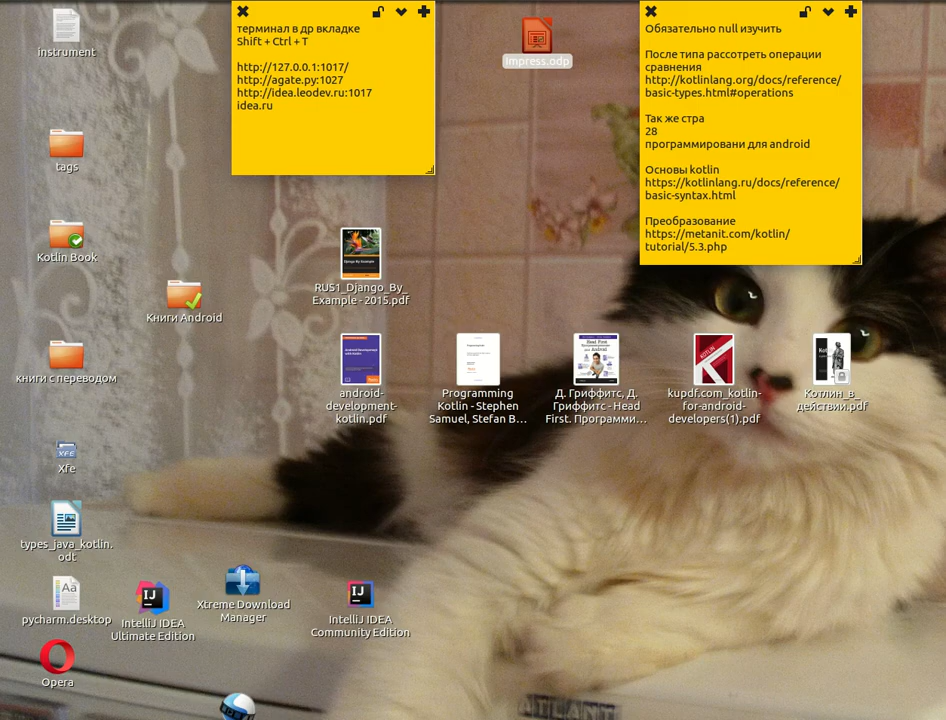 instrument
терминал в др вкладке
Shift + Ctrl + T
http://127.0.0.1:1017/
http://agate.py:1027
http://idea.leodev.ru:1017
idea.ru
impress.odp
Обязательно null изучить
После типа рассотреть операции
сравнения
http://kotlinlang.org/docs/reference/
basic-types.html#operations
Так же стра
28
программировани для android
Основы kotlin
https://kotlinlang.ru/docs/reference/
basic-syntax.html
Преобразование
https://metanit.com/kotlin/
tutorial/5.3.php
tags
Kotlin Book
Книги Android
RUS1_Django_By_
Example - 2015.pdf
книги с переводом
android-
development-
kotlin.pdf
Programming
Kotlin - Stephen
Samuel, Stefan B...
Д. Гриффитс, Д.
Гриффитс - Head
First. Программи...
kupdf.com_kotlin-
for-android-
developers(1).pdf
Котлин_в_
действии.pdf
XFE
Xfe
types_java_kotlin.
odt
Aa
pycharm.desktop
IJ
IntelliJ IDEA
Ultimate Edition
Xtreme Download
Manager
IJ
IntelliJ IDEA
Community Edition
Opera
ATLANT